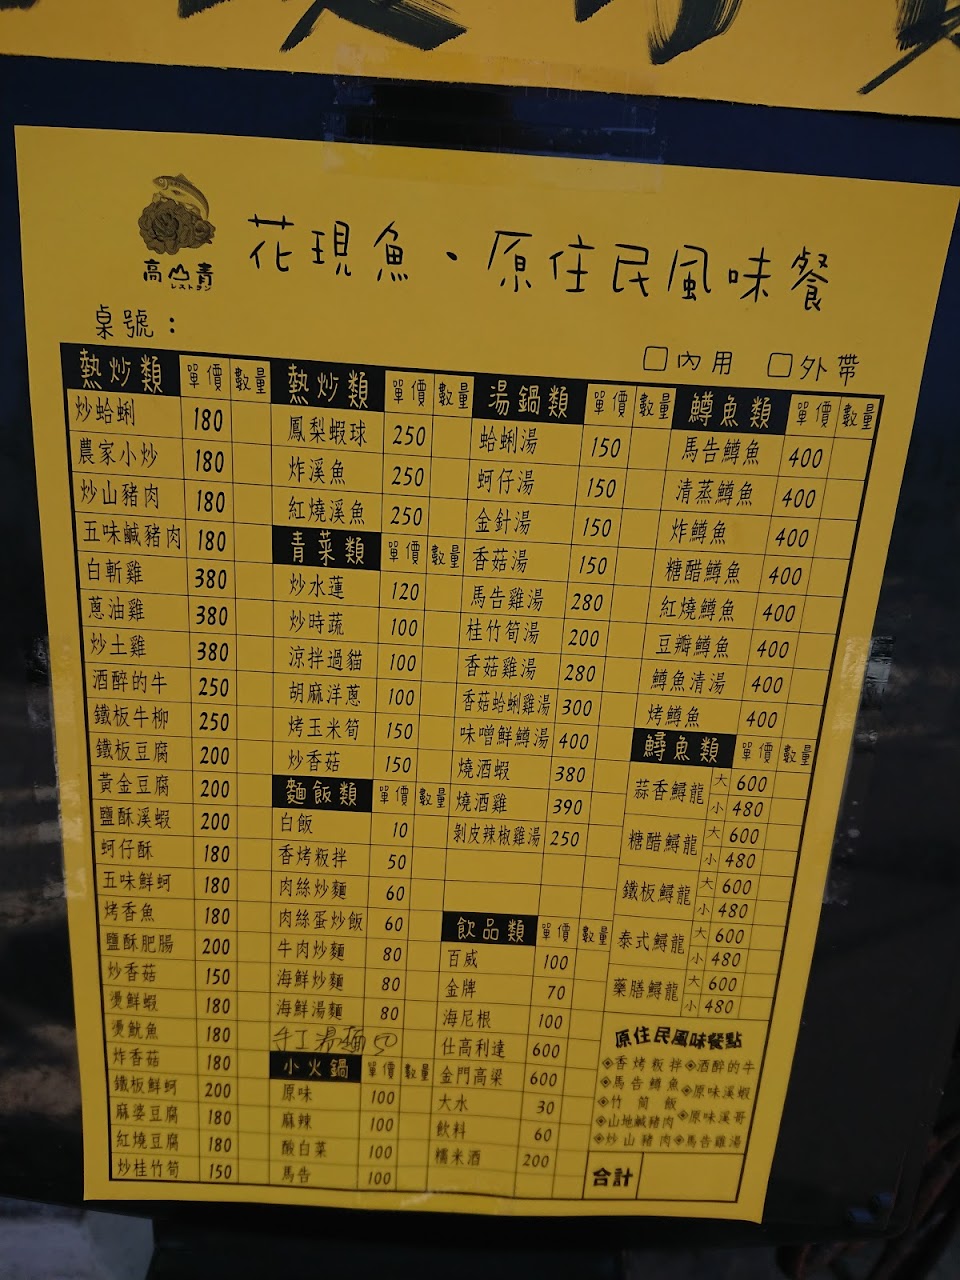 高山青
レストラン
花現魚、原住民風味餐
桌號：
□內用 □外帶
熱炒類 單價 數量
炒蛤蜊 180
農家小炒 180
炒山豬肉 180
五味鹹豬肉 180
白斬雞 380
蔥油雞 380
炒土雞 380
酒醉的牛 250
鐵板牛柳 250
鐵板豆腐 200
黃金豆腐 200
鹽酥溪蝦 200
蚵仔酥 180
五味鮮蚵 180
烤香魚 180
鹽酥肥腸 200
炒香菇 150
燙鮮蝦 180
燙魷魚 180
炸香菇 180
鐵板鮮蚵 200
麻婆豆腐 180
紅燒豆腐 180
炒桂竹筍 150
熱炒類 單價 數量
鳳梨蝦球 250
炸溪魚 250
紅燒溪魚 250
青菜類 單價 數量
炒水蓮 120
炒時蔬 100
涼拌過貓 100
胡麻洋蔥 100
烤玉米筍 150
炒香菇 150
麵飯類 單價 數量
白飯 10
香烤粄拌 50
肉絲炒麵 60
肉絲蛋炒飯 60
牛肉炒麵 80
海鮮炒麵 80
海鮮湯麵 80
手工湯麵 50
小火鍋 單價 數量
原味 100
麻辣 100
酸白菜 100
馬告 100
湯鍋類 單價 數量
蛤蜊湯 150
蚵仔湯 150
金針湯 150
香菇湯 150
馬告雞湯 280
桂竹筍湯 200
香菇雞湯 280
香菇蛤蜊雞湯 300
味噌鮮鱒湯 400
燒酒蝦 380
燒酒雞 390
剝皮辣椒雞湯 250
飲品類 單價 數量
百威 100
金牌 70
海尼根 100
仕高利達 600
金門高粱 600
大水 30
飲料 60
糯米酒 200
鱒魚類 單價 數量
馬告鱒魚 400
清蒸鱒魚 400
炸鱒魚 400
糖醋鱒魚 400
紅燒鱒魚 400
豆瓣鱒魚 400
鱒魚清湯 400
烤鱒魚 400
鱘魚類 單價 數量
蒜香鱘龍 大 600
小 480
糖醋鱘龍 大 600
小 480
鐵板鱘龍 大 600
小 480
泰式鱘龍 大 600
小 480
藥膳鱘龍 大 600
小 480
原住民風味餐點
◈香烤粄拌◈酒醉的牛
◈馬告鱒魚◈原味溪蝦
◈竹筒飯
◈山地鹹豬肉◈原味溪哥
◈炒山豬肉◈馬告雞湯
合計